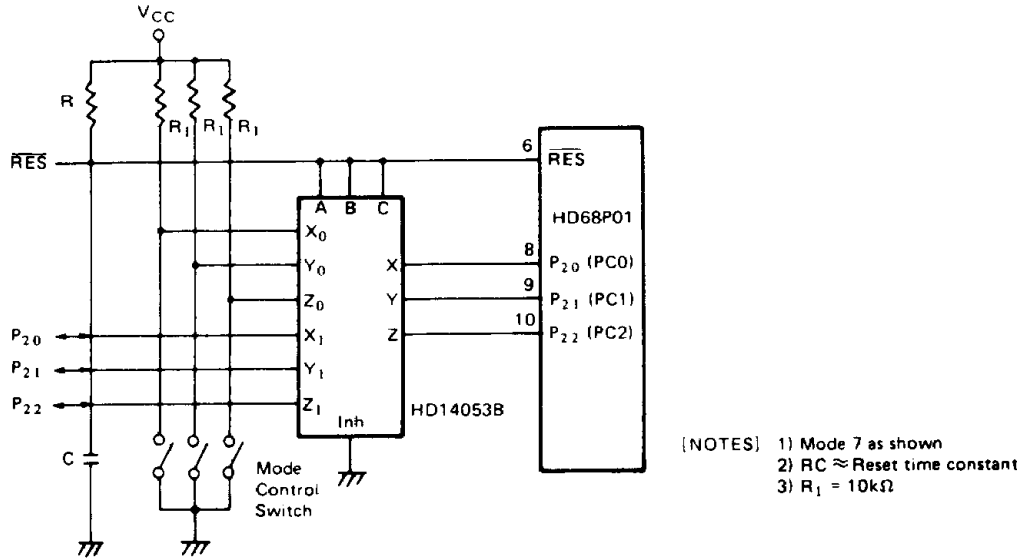 VCC
R
R1 R1 R1
RES
6
RES
A B C
HD68P01
X0
8
Y0 X P20 (PC0)
9
Z0 Y P21 (PC1)
10
P20 X1 Z P22 (PC2)
P21 Y1
P22 Z1
HD14053B
Inh
C
Mode
Control
Switch
[NOTES] 1) Mode 7 as shown
2) RC ≈ Reset time constant
3) R1 = 10kΩ